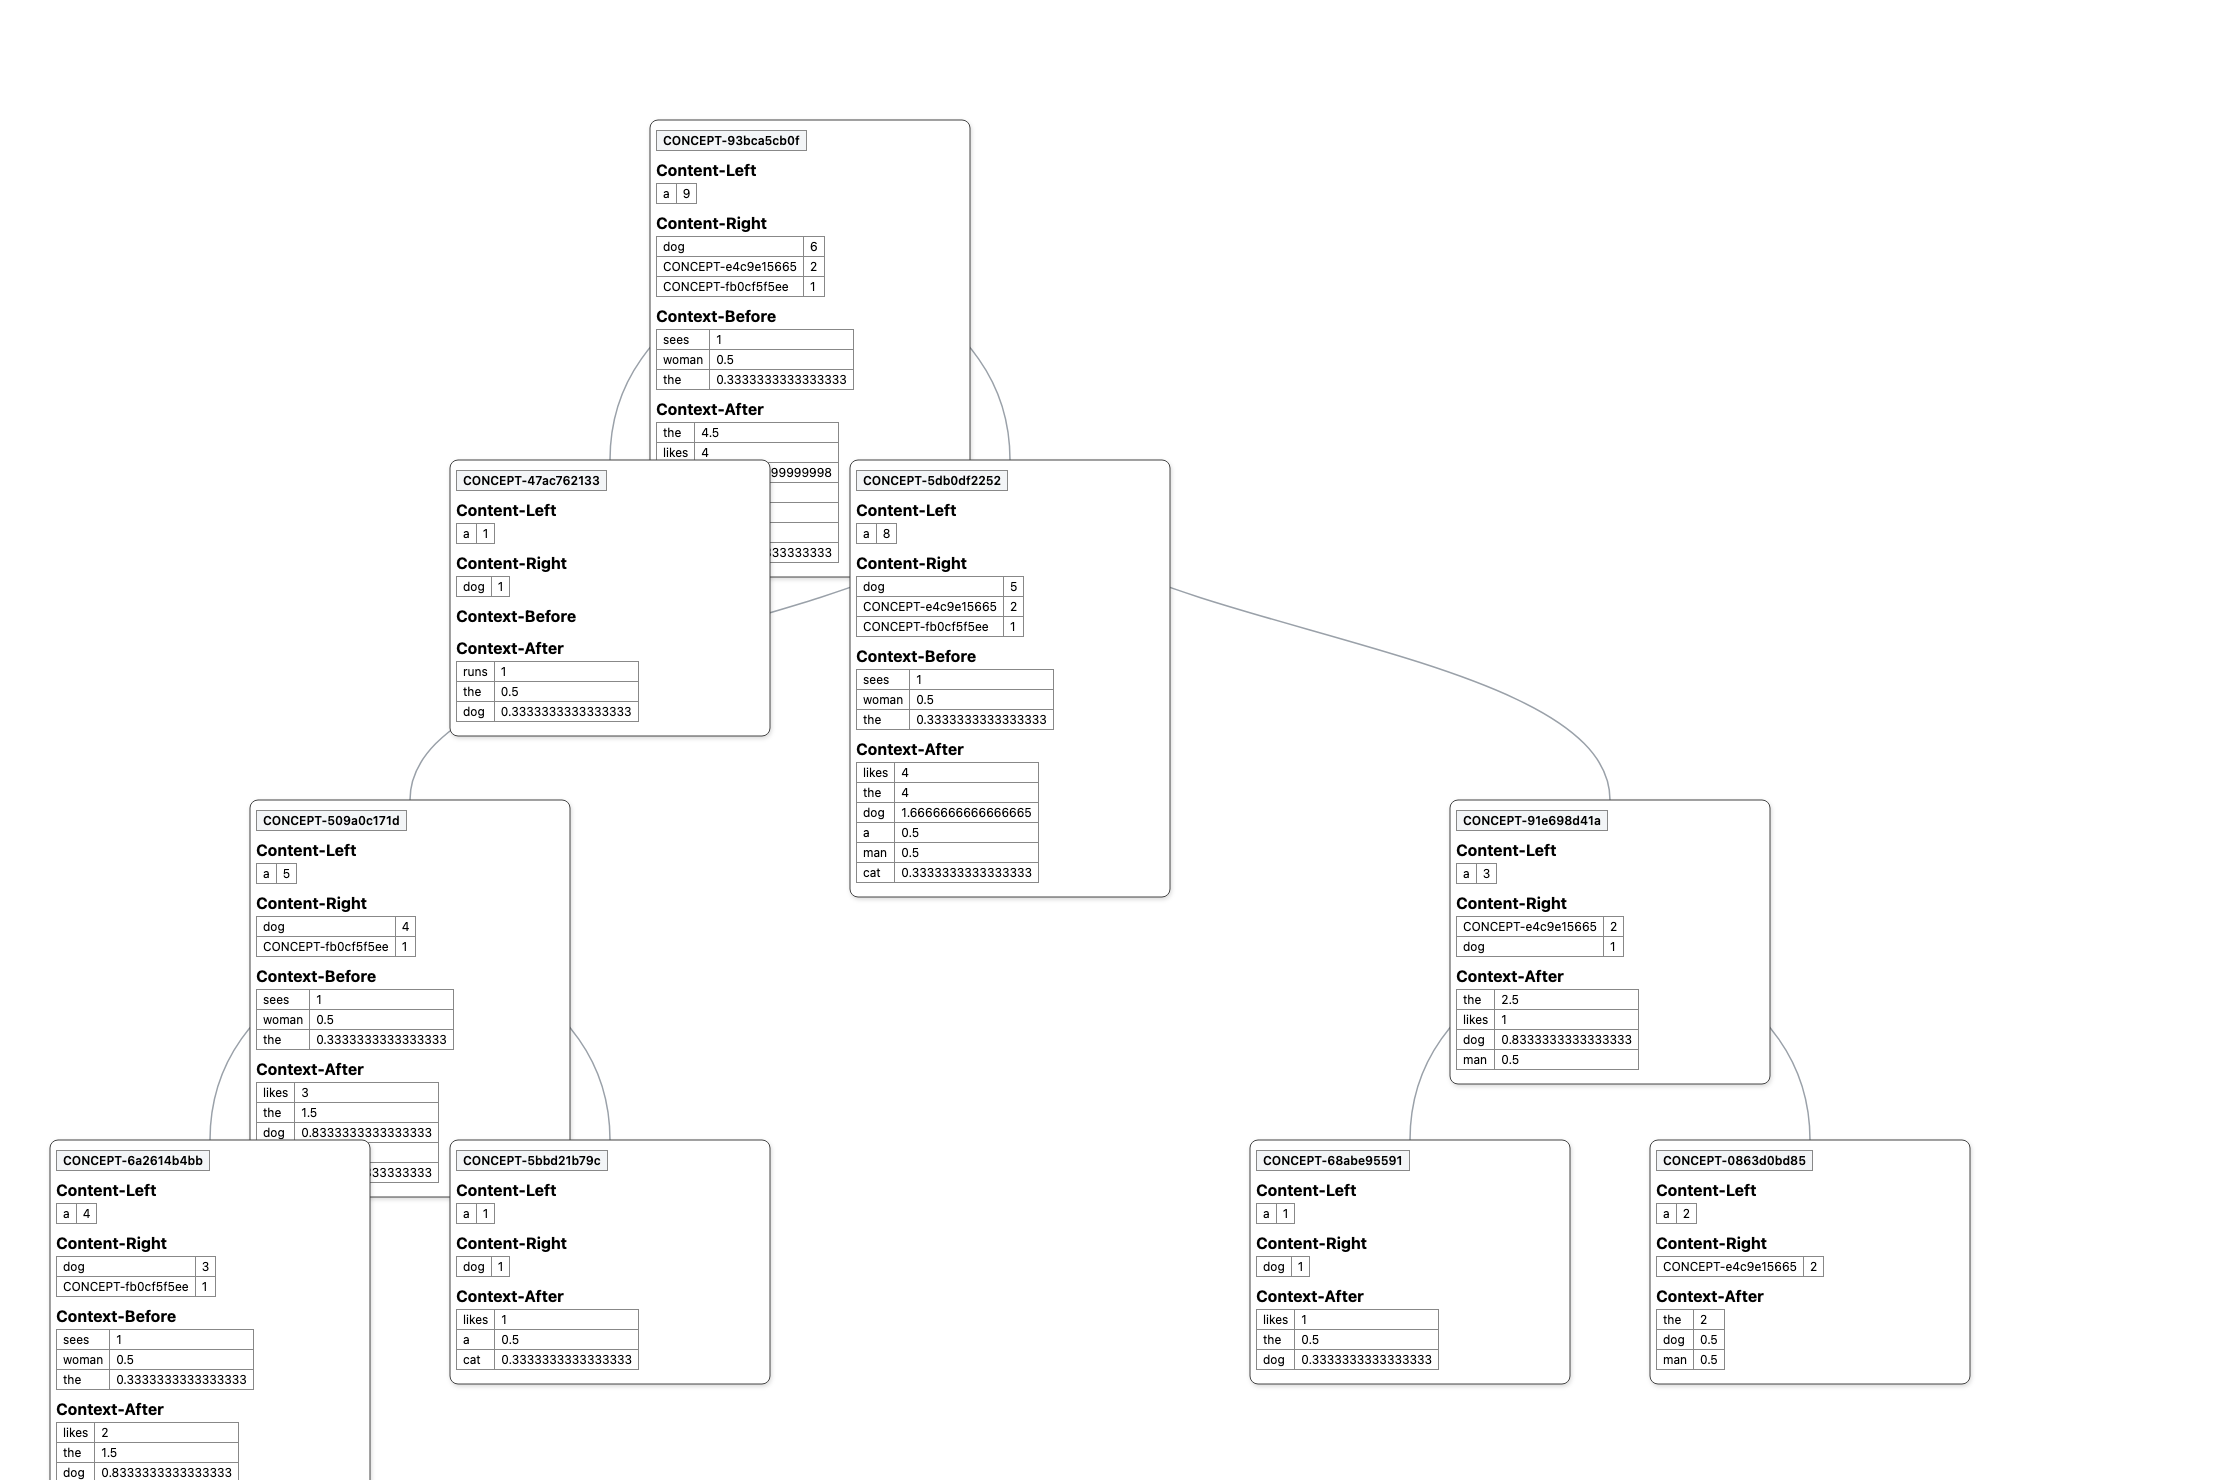 CONCEPT-93bca5cb0f
Content-Left
a 9
Content-Right
dog 6
CONCEPT-e4c9e15665 2
CONCEPT-fb0cf5f5ee 1
Context-Before
sees 1
woman 0.5
the 0.3333333333333333
Context-After
the 4.5
likes 4
99999998
33333333
CONCEPT-47ac762133
Content-Left
a 1
Content-Right
dog 1
Context-Before
Context-After
runs 1
the 0.5
dog 0.3333333333333333
CONCEPT-5db0df2252
Content-Left
a 8
Content-Right
dog 5
CONCEPT-e4c9e15665 2
CONCEPT-fb0cf5f5ee 1
Context-Before
sees 1
woman 0.5
the 0.3333333333333333
Context-After
likes 4
the 4
dog 1.6666666666666665
a 0.5
man 0.5
cat 0.3333333333333333
CONCEPT-509a0c171d
Content-Left
a 5
Content-Right
dog 4
CONCEPT-fb0cf5f5ee 1
Context-Before
sees 1
woman 0.5
the 0.3333333333333333
Context-After
likes 3
the 1.5
dog 0.8333333333333333
33333333
CONCEPT-91e698d41a
Content-Left
a 3
Content-Right
CONCEPT-e4c9e15665 2
dog 1
Context-After
the 2.5
likes 1
dog 0.8333333333333333
man 0.5
CONCEPT-6a2614b4bb
Content-Left
a 4
Content-Right
dog 3
CONCEPT-fb0cf5f5ee 1
Context-Before
sees 1
woman 0.5
the 0.3333333333333333
Context-After
likes 2
the 1.5
dog 0.8333333333333333
CONCEPT-5bbd21b79c
Content-Left
a 1
Content-Right
dog 1
Context-After
likes 1
a 0.5
cat 0.3333333333333333
CONCEPT-68abe95591
Content-Left
a 1
Content-Right
dog 1
Context-After
likes 1
the 0.5
dog 0.3333333333333333
CONCEPT-0863d0bd85
Content-Left
a 2
Content-Right
CONCEPT-e4c9e15665 2
Context-After
the 2
dog 0.5
man 0.5